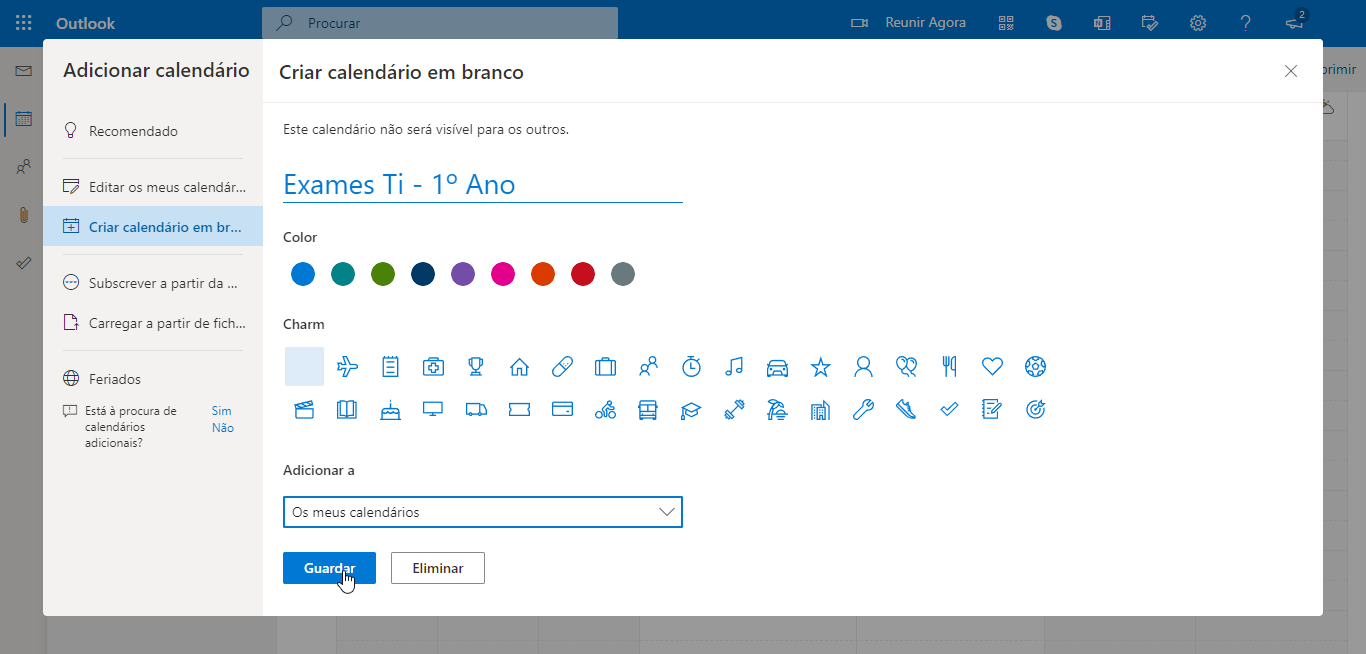 Outlook
Procurar
Reunir Agora
2
primir
Adicionar calendário
Recomendado
Editar os meus calendár...
Criar calendário em br...
Subscrever a partir da ...
Carregar a partir de fich...
Feriados
Está à procura de
calendários
adicionais?
Sim
Não
Criar calendário em branco
Este calendário não será visível para os outros.
Exames Ti - 1º Ano
Color
Charm
Adicionar a
Os meus calendários
Guardar
Eliminar